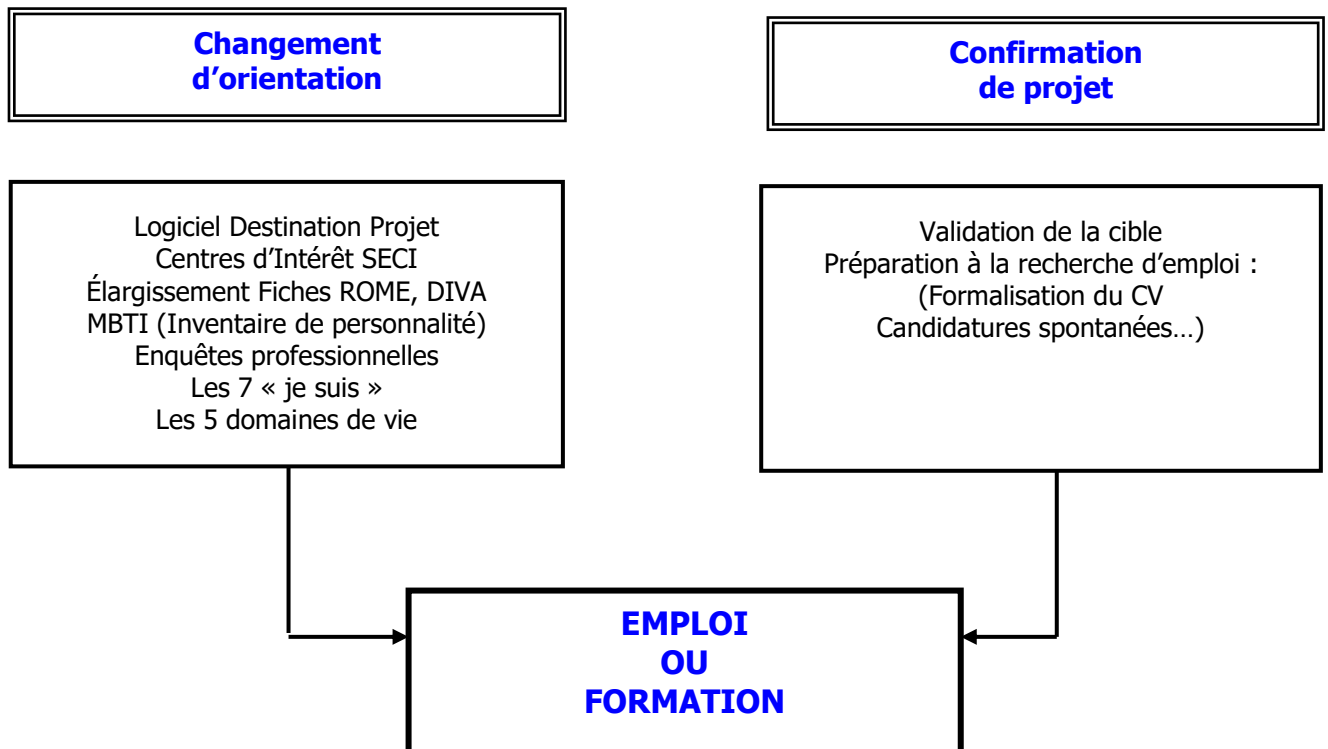 Changement
d’orientation
Confirmation
de projet
Logiciel Destination Projet
Centres d’Intérêt SECI
Élargissement Fiches ROME, DIVA
MBTI (Inventaire de personnalité)
Enquêtes professionnelles
Les 7 « je suis »
Les 5 domaines de vie
Validation de la cible
Préparation à la recherche d’emploi :
(Formalisation du CV
Candidatures spontanées…)
EMPLOI
OU
FORMATION